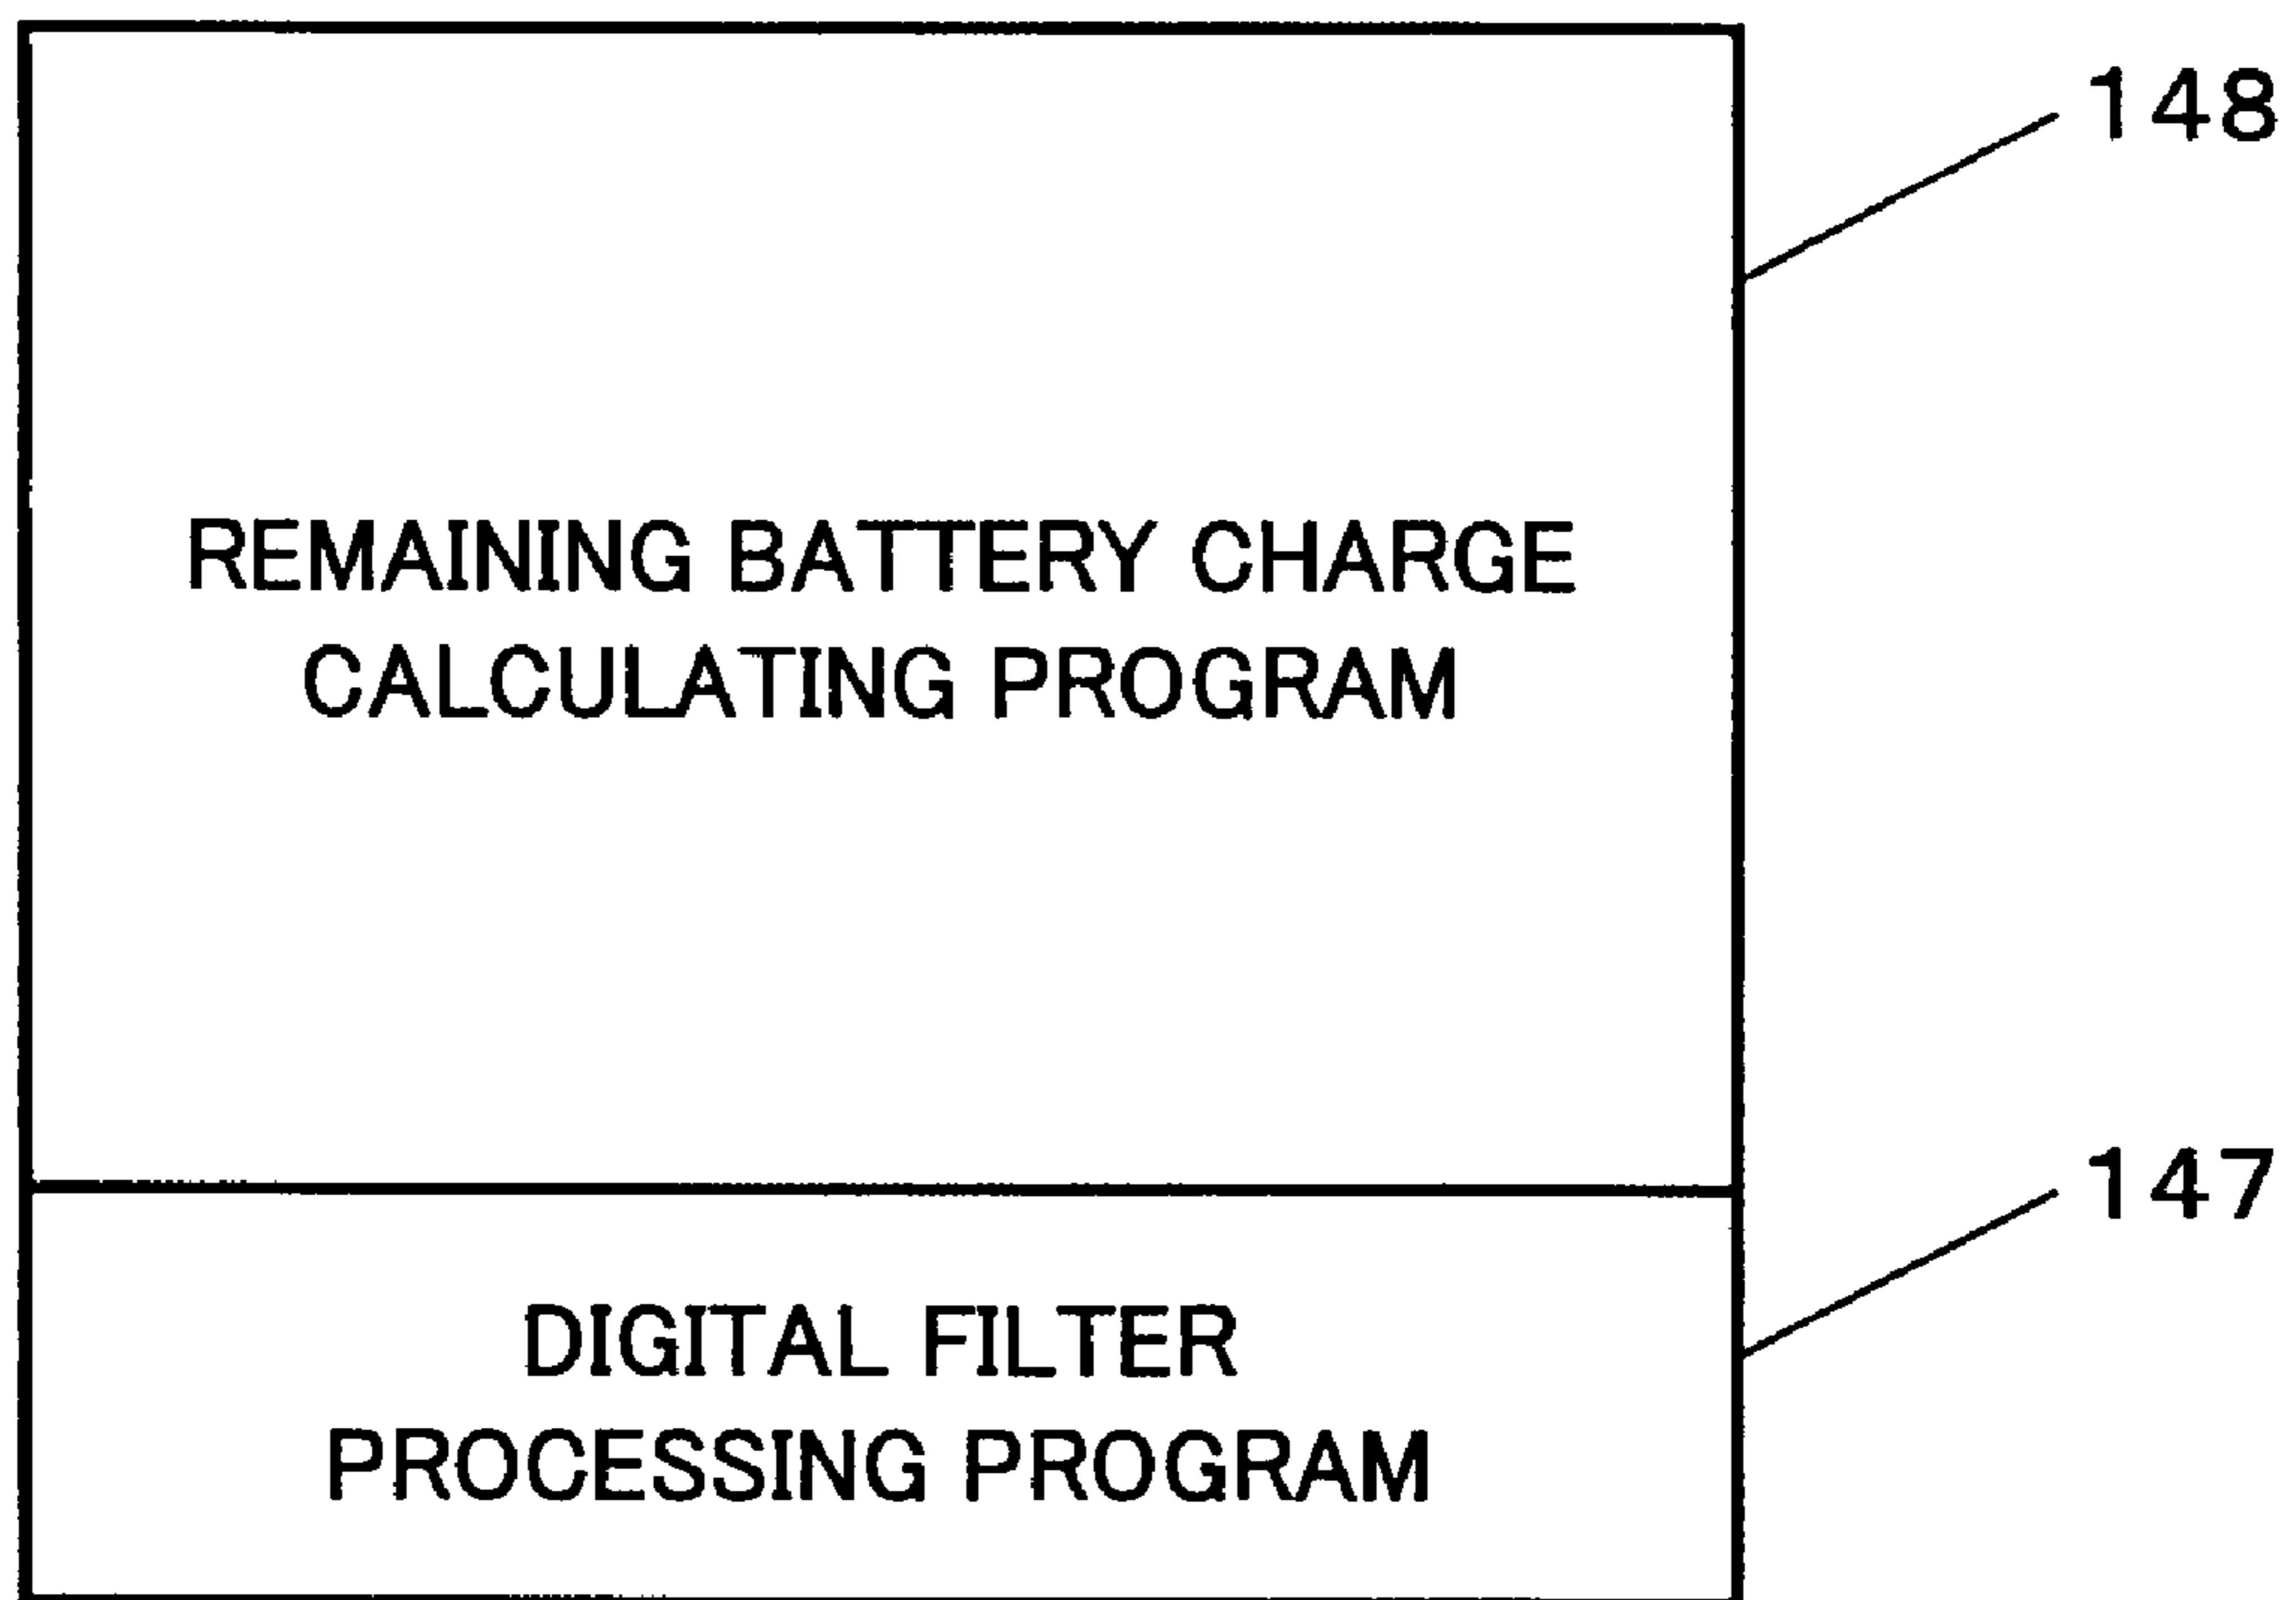 148
REMAINING BATTERY CHARGE
CALCULATING PROGRAM
147
DIGITAL FILTER
PROCESSING PROGRAM